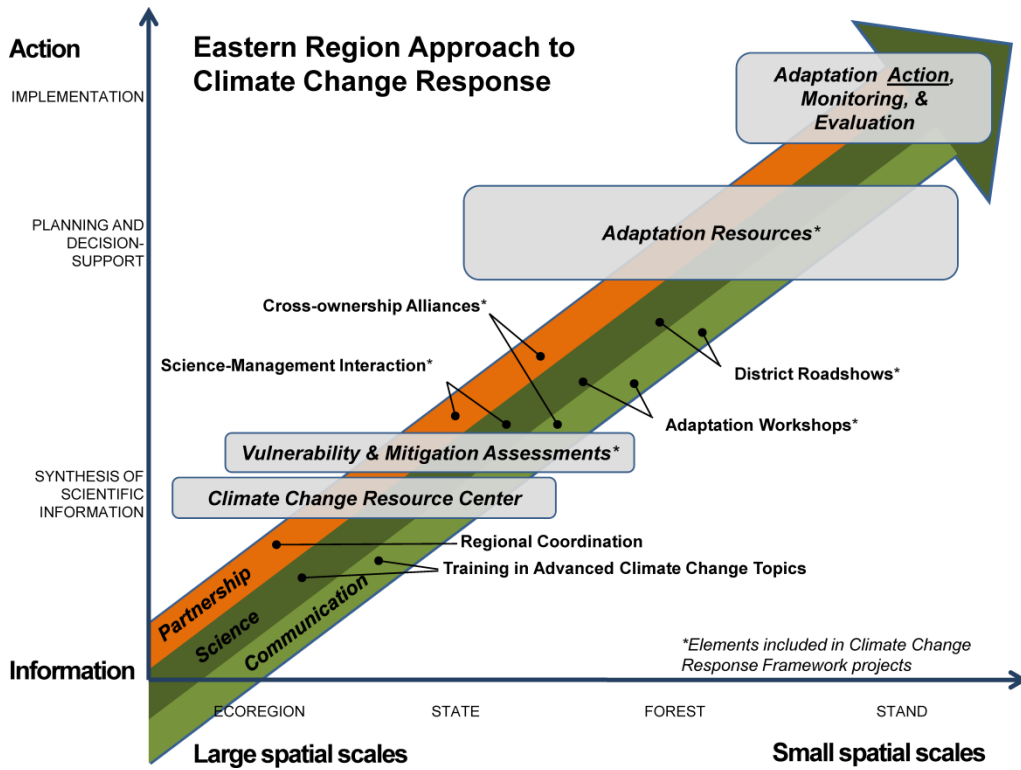 Action
Eastern Region Approach to
Climate Change Response
Adaptation Action,
Monitoring, &
Evaluation
IMPLEMENTATION
PLANNING AND
DECISION-
SUPPORT
Adaptation Resources*
Cross-ownership Alliances*
Science-Management Interaction*
District Roadshows*
Adaptation Workshops*
Vulnerability & Mitigation Assessments*
SYNTHESIS OF
SCIENTIFIC
INFORMATION
Climate Change Resource Center
Regional Coordination
Training in Advanced Climate Change Topics
Partnership
Science
Communication
*Elements included in Climate Change
Response Framework projects
Information
ECOREGION
STATE
FOREST
STAND
Large spatial scales
Small spatial scales